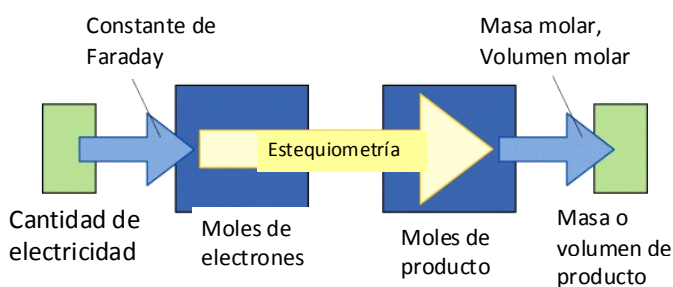 Constante de
Faraday
Masa molar,
Volumen molar
Estequiometría
Cantidad de
electricidad
Moles de
electrones
Moles de
producto
Masa o
volumen de
producto